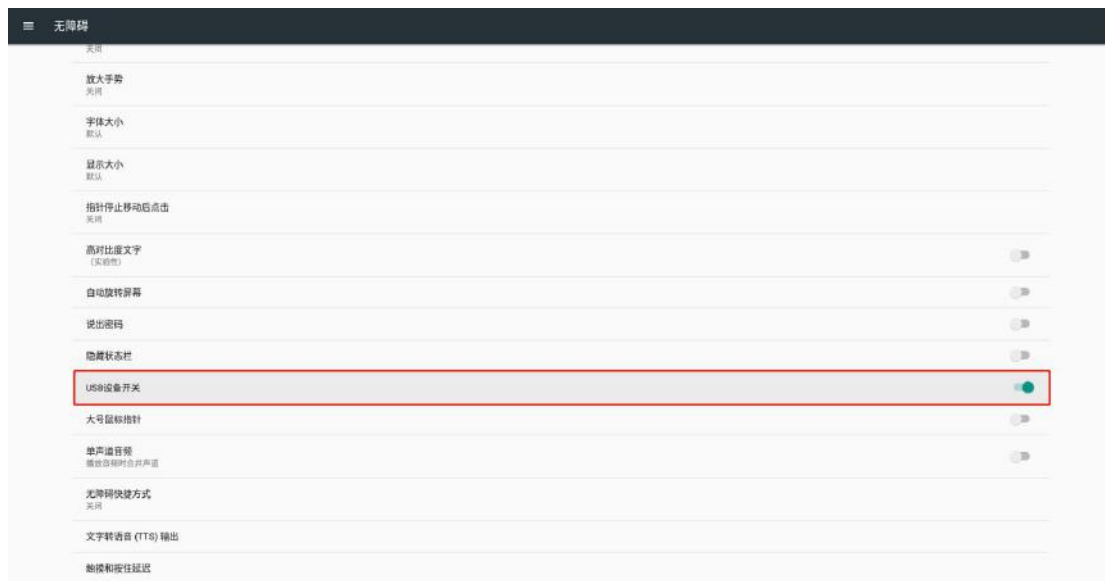 无障碍
关闭
放大手势
关闭
字体大小
默认
显示大小
默认
指针停止移动后点击
关闭
高对比度文字
（实验性）
自动旋转屏幕
说出密码
隐藏状态栏
USB设备开关
大号鼠标指针
单声道音频
播放音频时合并声道
无障碍快捷方式
关闭
文字转语音 (TTS) 输出
触摸和按住延迟